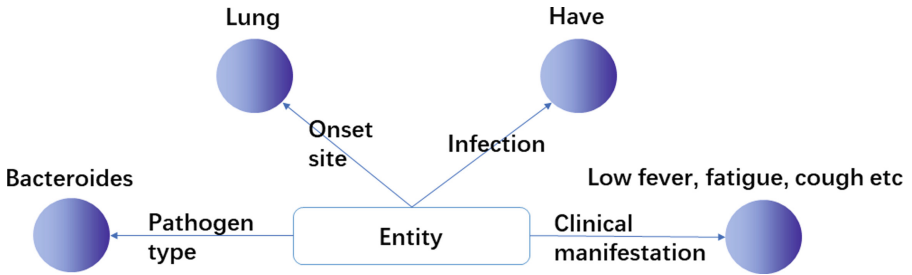 Lung
Have
Onset
site
Infection
Bacteroides
Low fever, fatigue, cough etc
Pathogen
type
Entity
Clinical
manifestation